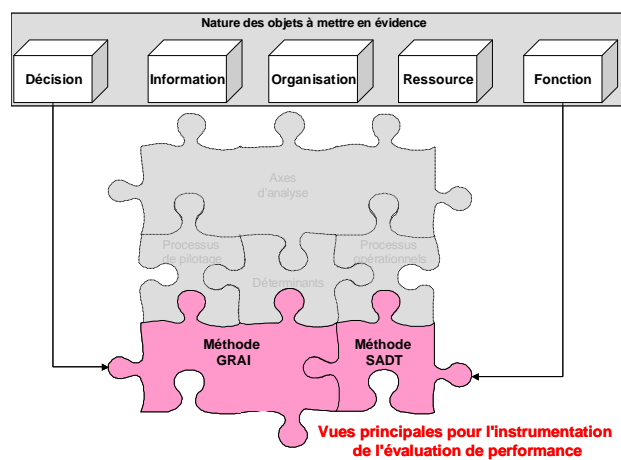 Nature des objets à mettre en évidence
Décision
Information
Organisation
Ressource
Fonction
Axes
d'analyse
Processus
de pilotage
Processus
opérationnels
Déterminants
Méthode
GRAI
Méthode
SADT
Vues principales pour l'instrumentation
de l'évaluation de performance